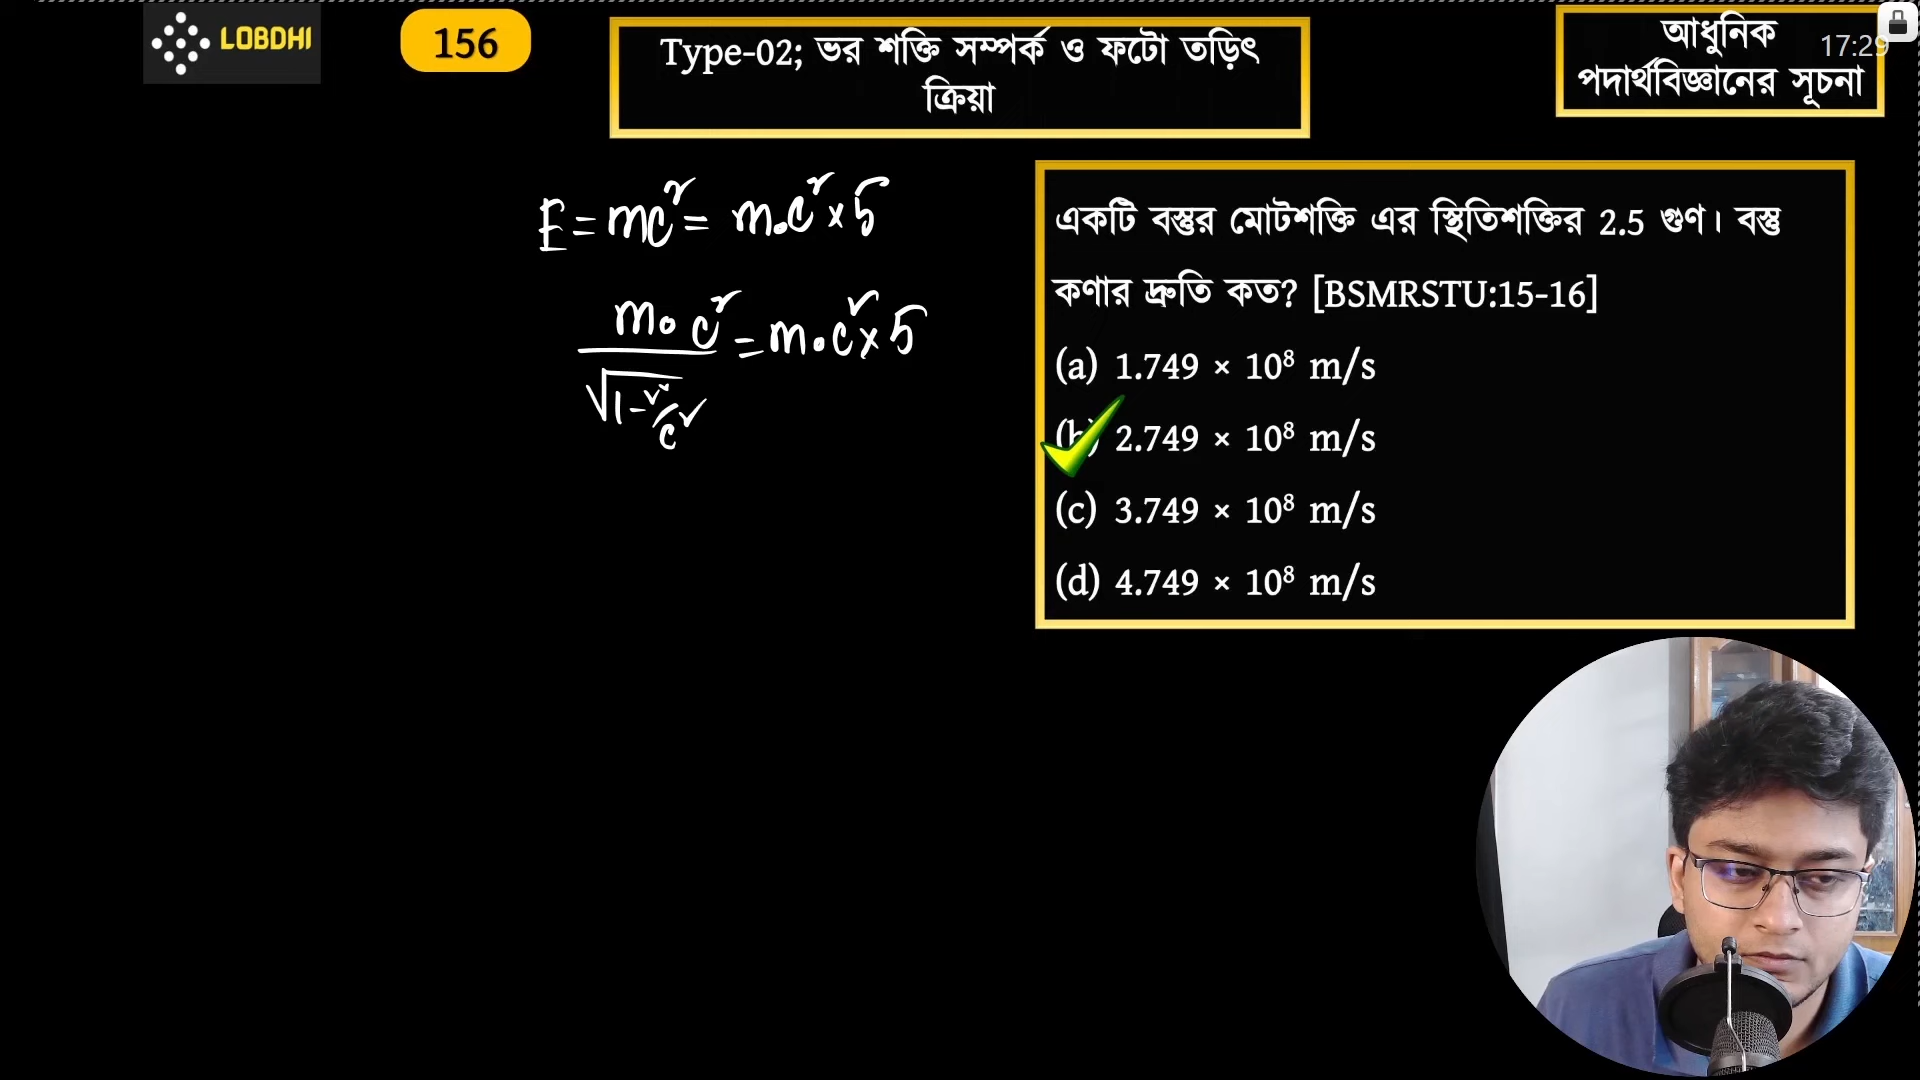 LOBDHI
156
Type-02; ভর শক্তি সম্পর্ক ও ফটো তড়িৎ
ক্রিয়া
আধুনিক
পদার্থবিজ্ঞানের সূচনা
17:29
E = mc² = m₀c² × 5
m₀ c² / √1 - v²/c² = m₀c² × 5
একটি বস্তুর মোটশক্তি এর স্থিতিশক্তির 2.5 গুণ। বস্তু
কণার দ্রুতি কত? [BSMRSTU:15-16]
(a) 1.749 × 10⁸ m/s
(b) 2.749 × 10⁸ m/s
(c) 3.749 × 10⁸ m/s
(d) 4.749 × 10⁸ m/s